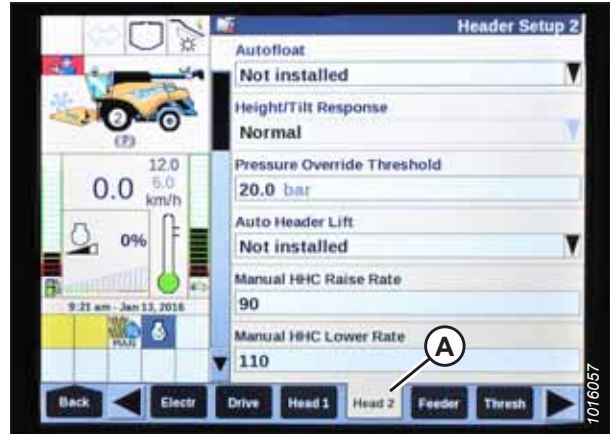 Header Setup 2
Autofloat
Not installed
Height/Tilt Response
Normal
Pressure Override Threshold
20.0 bar
Auto Header Lift
Not installed
Manual HHC Raise Rate
90
Manual HHC Lower Rate
110
2
(P)
12.0
0.0 6.0
km/h
0%
9:21 am - Jan 13, 2016
MAN
A
Back Electr Drive Head 1 Head 2 Feeder Thresh
1016057